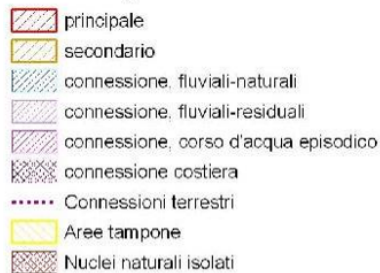 principale
secondario
connessione, fluviali-naturali
connessione, fluviali-residuali
connessione, corso d'acqua episodico
connessione costiera
Connessioni terrestri
Aree tampone
Nuclei naturali isolati